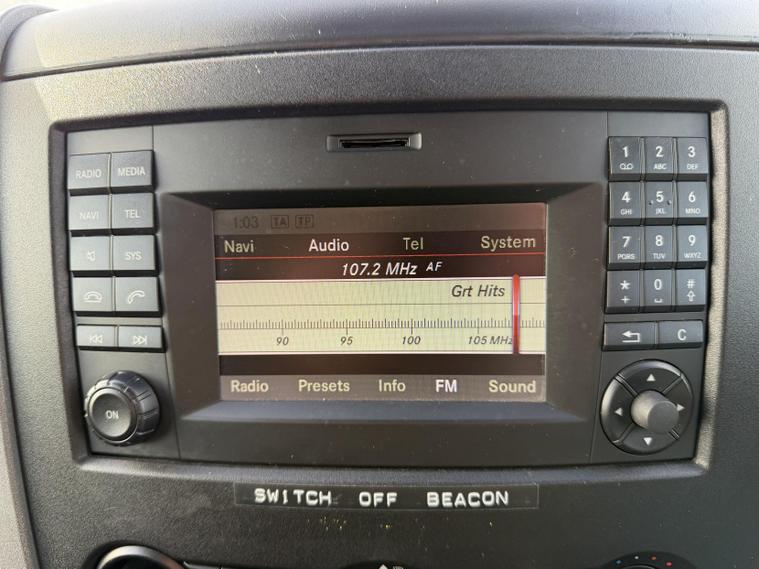 RADIO MEDIA
NAVI TEL
SYS
ON
1:03 TA TP
Navi Audio Tel System
107.2 MHz AF
Grt Hits
90 95 100 105 MHz
Radio Presets Info FM Sound
1 2 ABC 3 DEF
4 GHI 5 JKL 6 MNO
7 PQRS 8 TUV 9 WXYZ
* + 0 #
C
SWITCH OFF BEACON